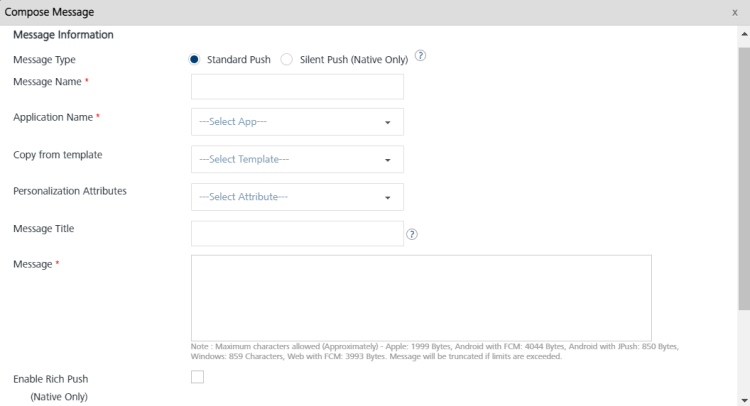 Compose Message x
Message Information
Message Type Standard Push Silent Push (Native Only) ?
Message Name *
Application Name * ---Select App---
Copy from template ---Select Template---
Personalization Attributes ---Select Attribute---
Message Title ?
Message *
Note : Maximum characters allowed (Approximately) - Apple: 1999 Bytes, Android with FCM: 4044 Bytes, Android with JPush: 850 Bytes,
Windows: 859 Characters, Web with FCM: 3993 Bytes. Message will be truncated if limits are exceeded.
Enable Rich Push
(Native Only)